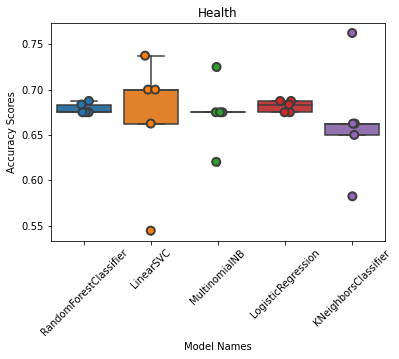 Health
Accuracy Scores
0.75
0.70
0.65
0.60
0.55
RandomForestClassifier
LinearSVC
MultinomialNB
LogisticRegression
KNeighborsClassifier
Model Names